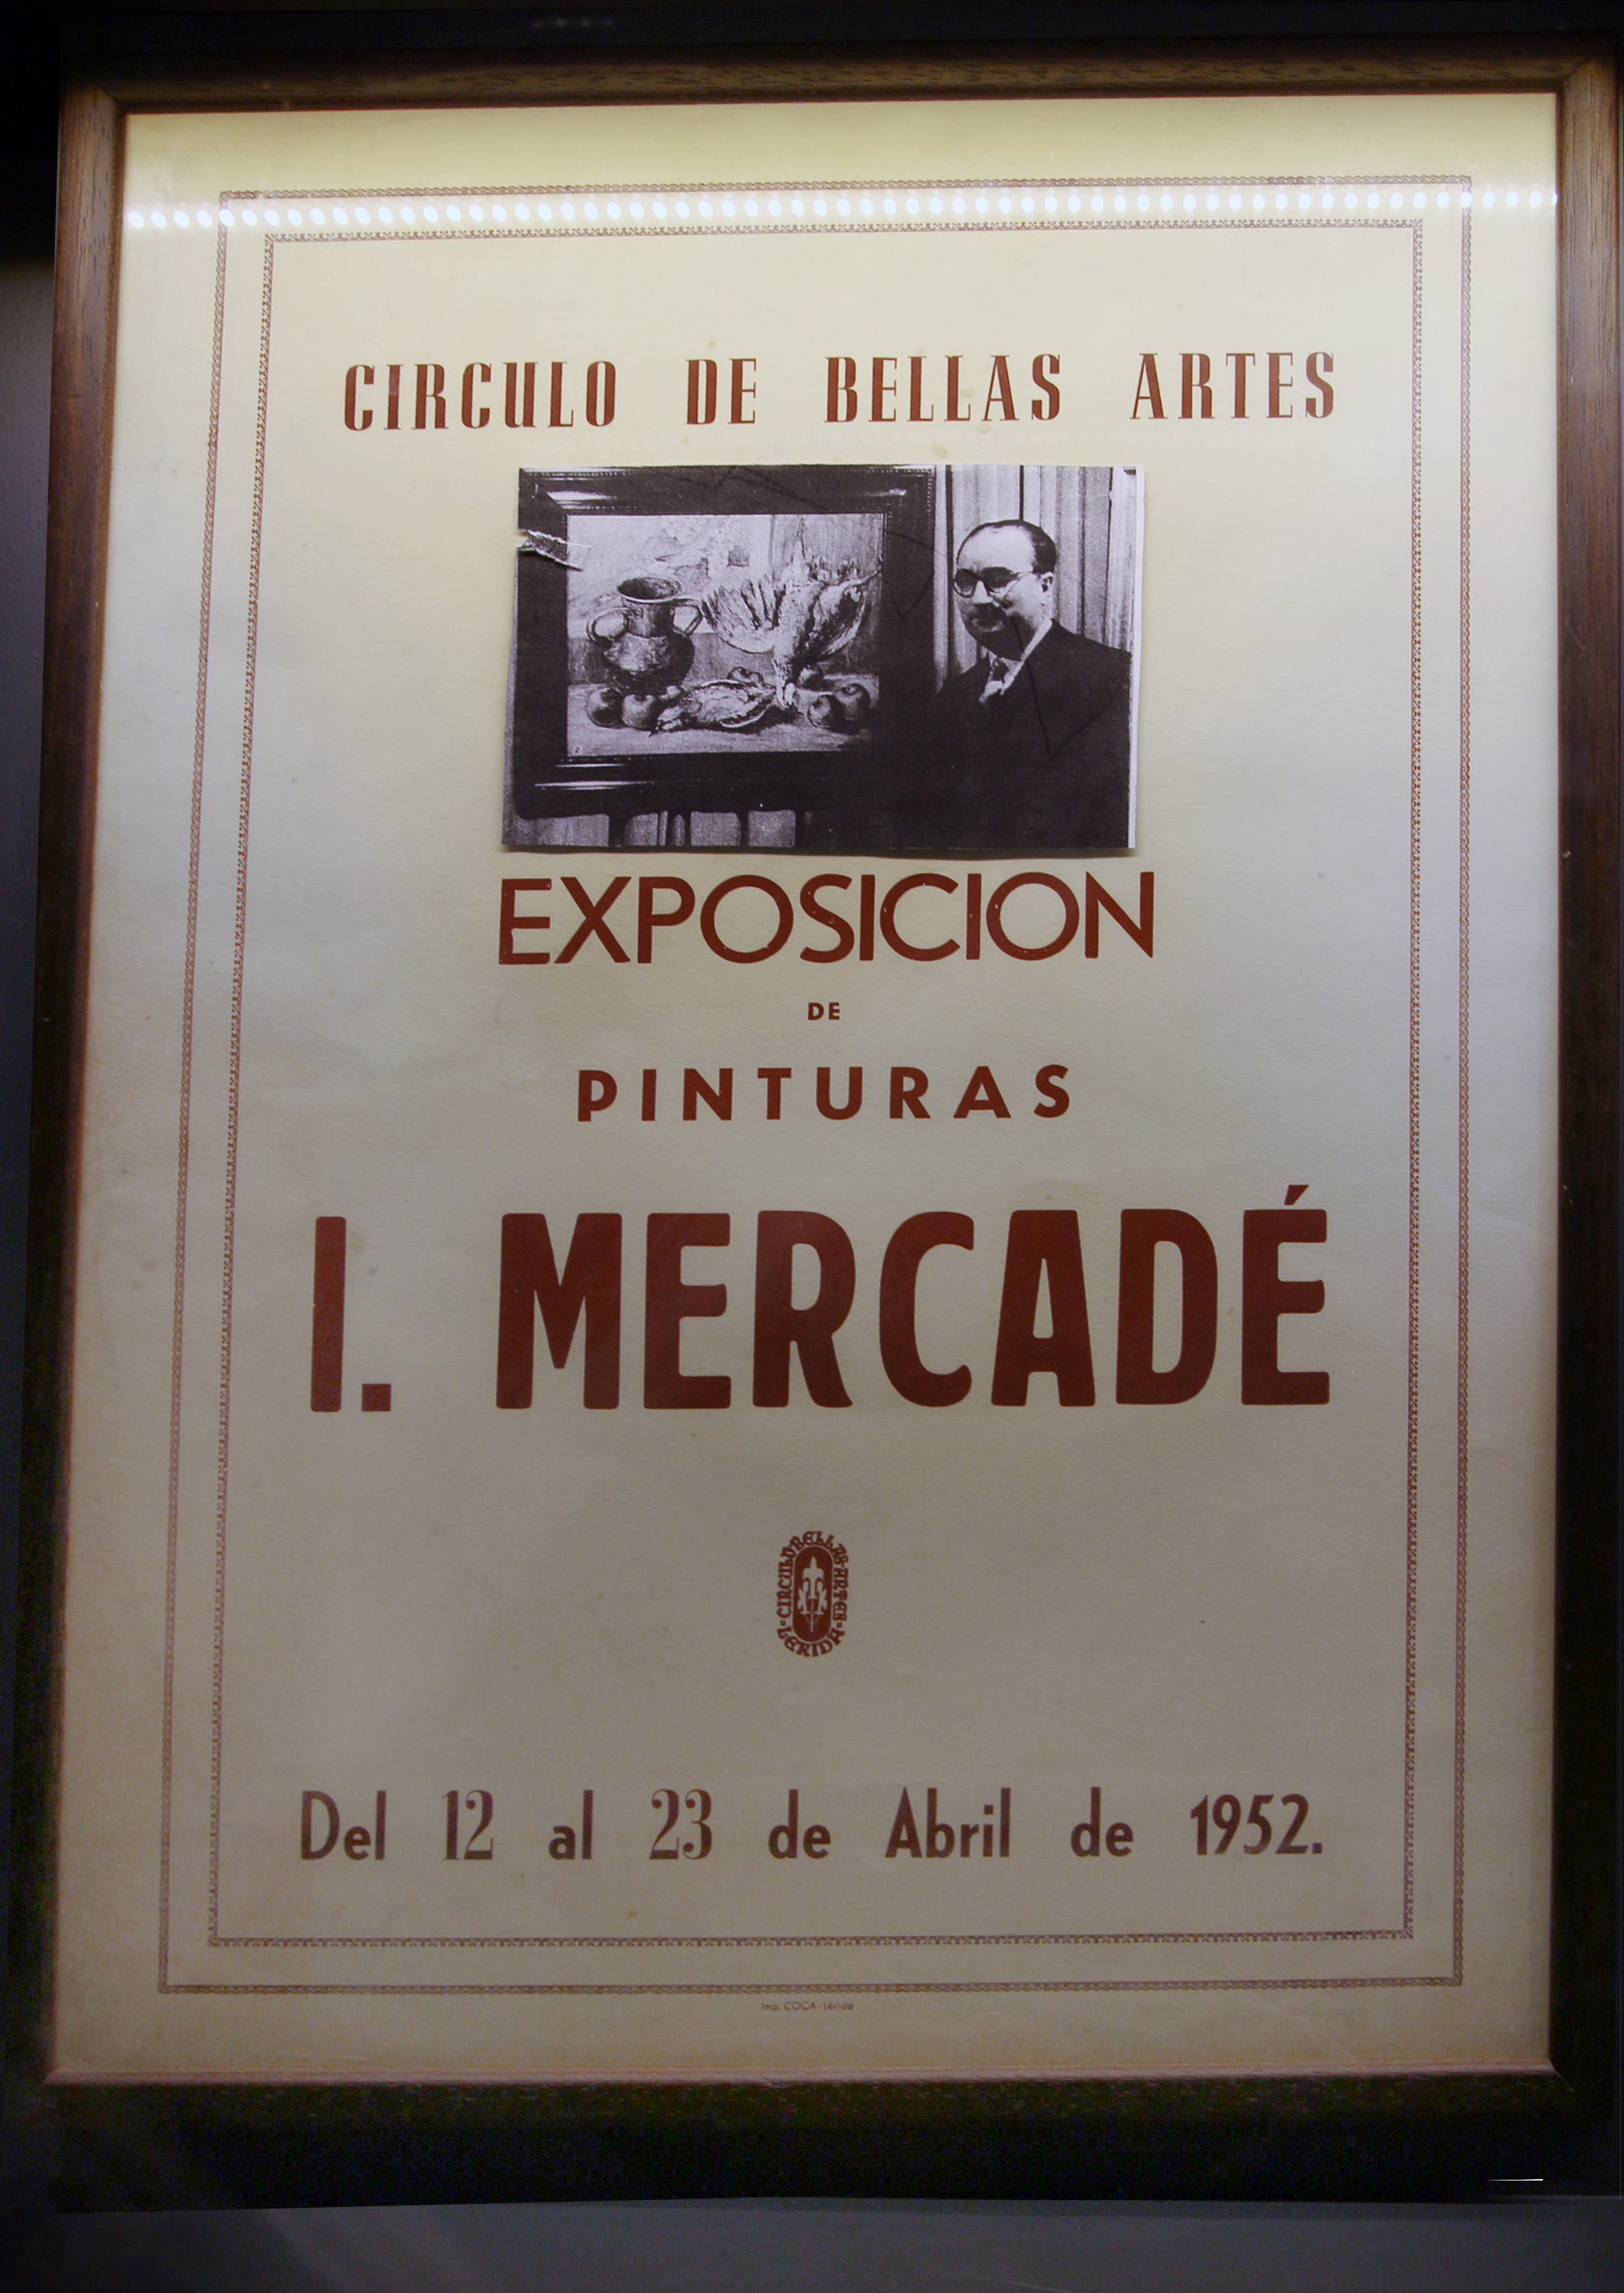 CIRCULO DE BELLAS ARTES
EXPOSICION
DE
PINTURAS
I. MERCADÉ
CIRCULO BELLAS ARTES
LERIDA
Del 12 al 23 de Abril de 1952.
Imp. COCA - Lérida